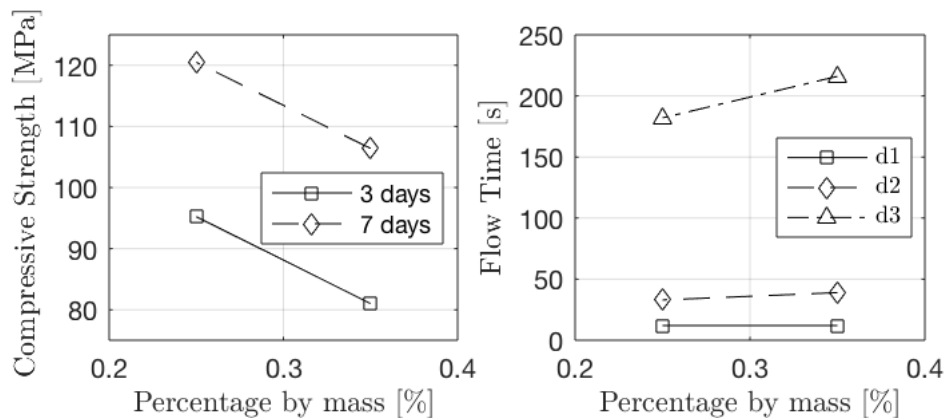 Compressive Strength [MPa]
120
110
100
90
80
0.2
0.3
0.4
Percentage by mass [%]
3 days
7 days
Flow Time [s]
250
200
150
100
50
0
0.2
0.3
0.4
Percentage by mass [%]
d1
d2
d3